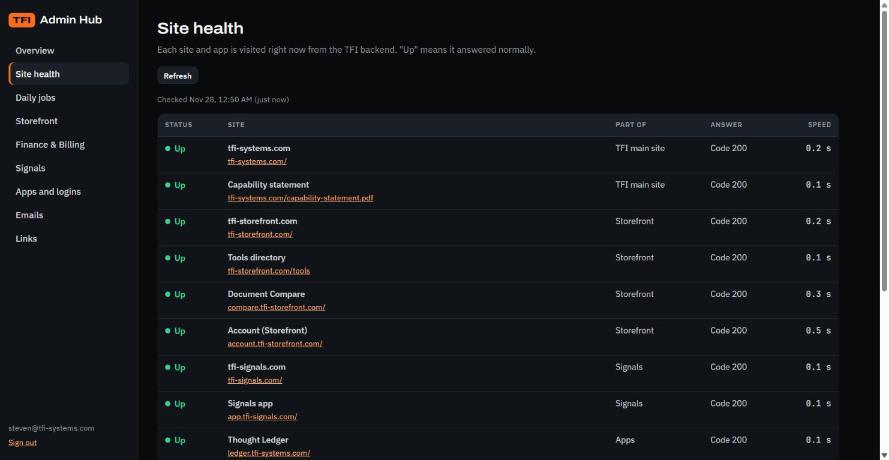 TFI Admin Hub
Overview
Site health
Daily jobs
Storefront
Finance & Billing
Signals
Apps and logins
Emails
Links
steven@tfi-systems.com
Sign out
Site health
Each site and app is visited right now from the TFI backend. "Up" means it answered normally.
Refresh
Checked Nov 28, 12:50 AM (just now)
STATUS SITE PART OF ANSWER SPEED
Up tfi-systems.com TFI main site Code 200 0.2 s
tfi-systems.com/
Up Capability statement TFI main site Code 200 0.1 s
tfi-systems.com/capability-statement.pdf
Up tfi-storefront.com Storefront Code 200 0.2 s
tfi-storefront.com/
Up Tools directory Storefront Code 200 0.1 s
tfi-storefront.com/tools
Up Document Compare Storefront Code 200 0.3 s
compare.tfi-storefront.com/
Up Account (Storefront) Storefront Code 200 0.5 s
account.tfi-storefront.com/
Up tfi-signals.com Signals Code 200 0.1 s
tfi-signals.com/
Up Signals app Signals Code 200 0.1 s
app.tfi-signals.com/
Up Thought Ledger Apps Code 200 0.1 s
ledger.tfi-systems.com/